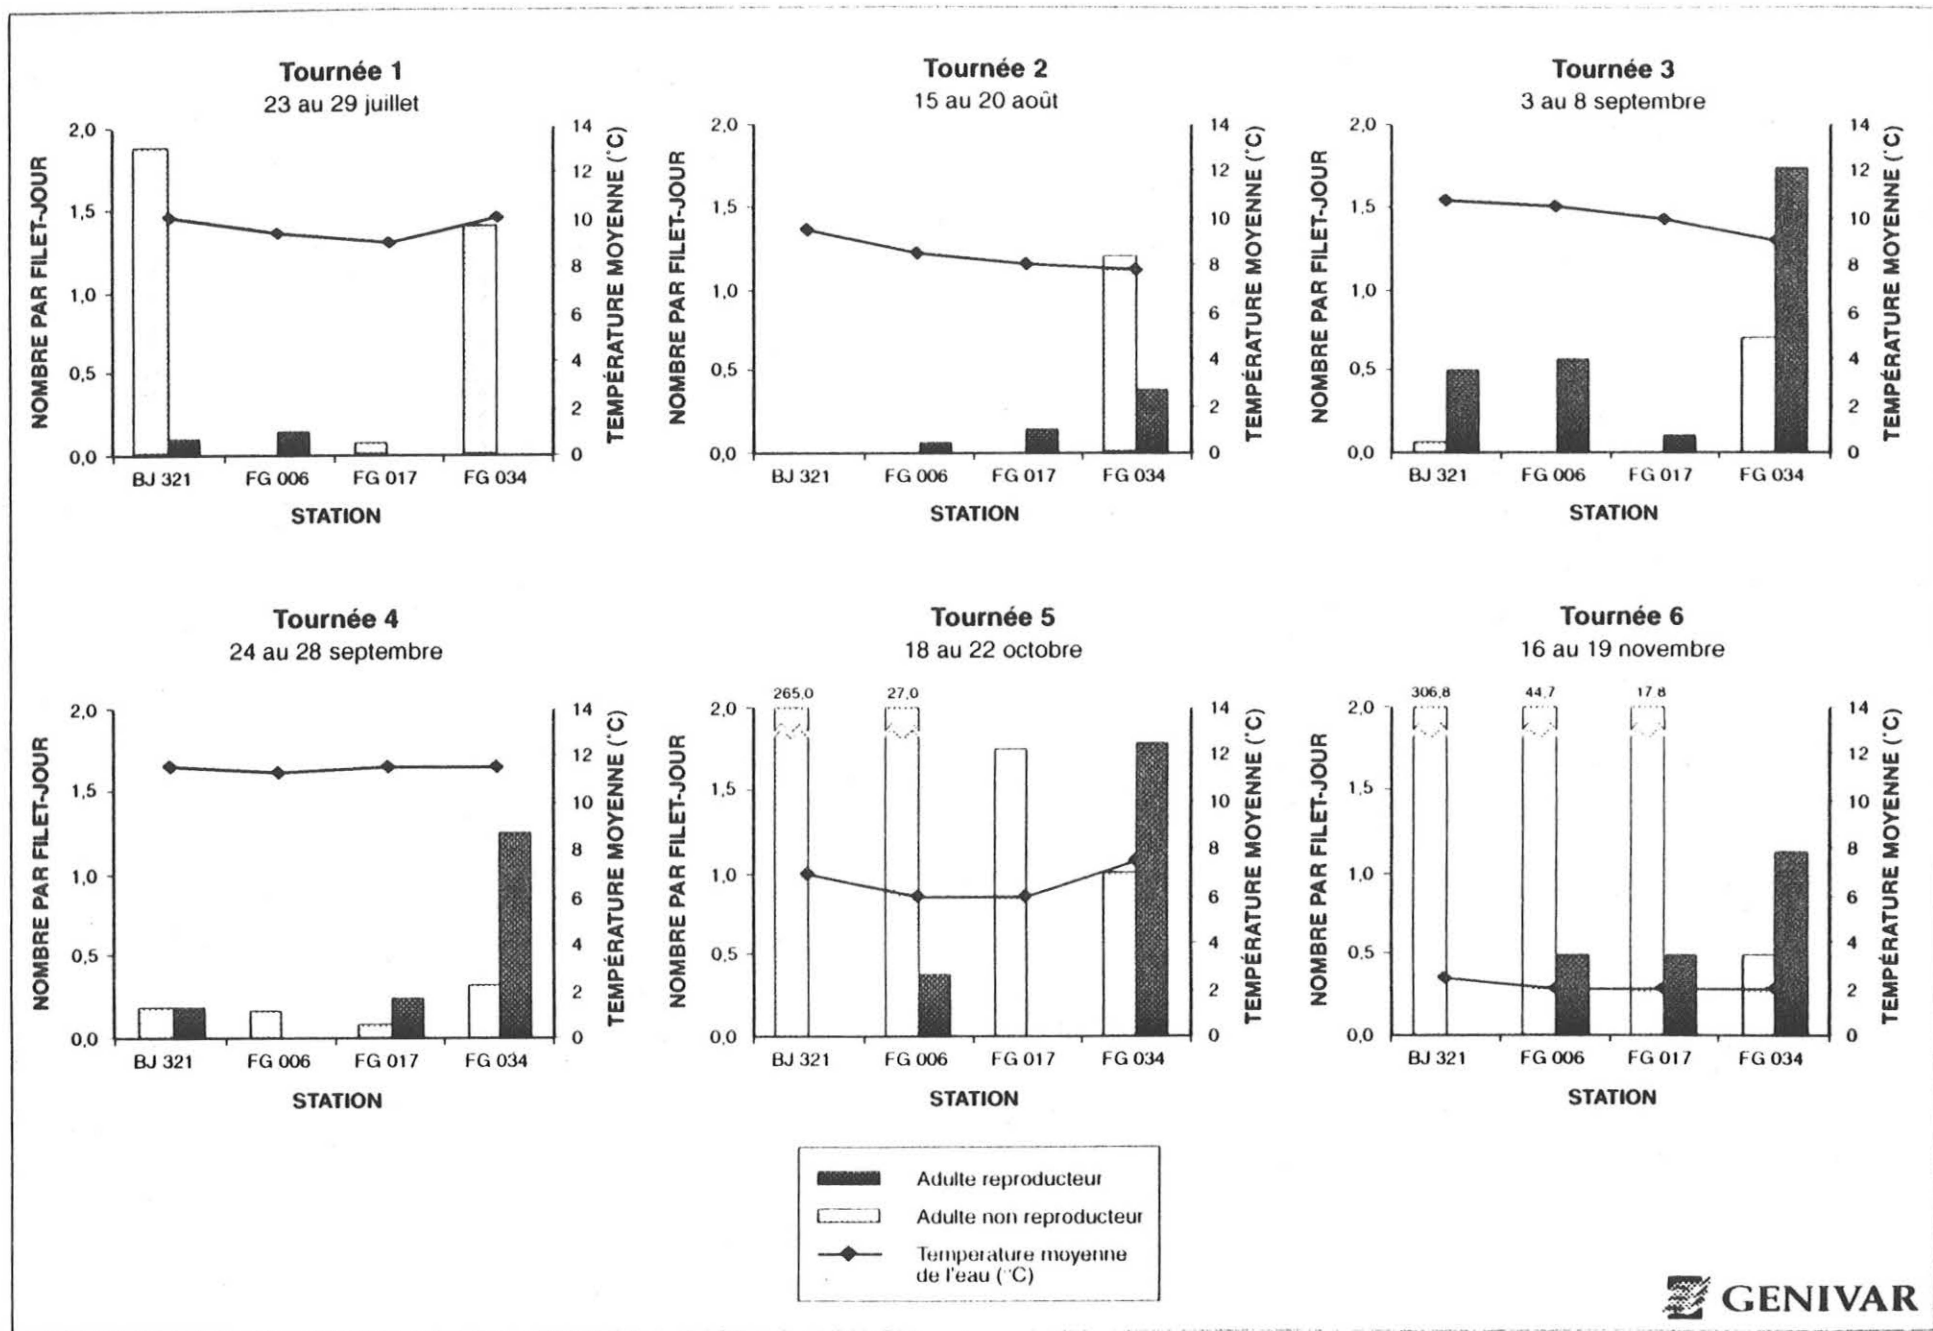 Tournée 1
23 au 29 juillet
NOMBRE PAR FILET-JOUR
2,0
1,5
1,0
0,5
0,0
14
12
10
8
6
4
2
0
TEMPÉRATURE MOYENNE (°C)
BJ 321 FG 006 FG 017 FG 034
STATION
Tournée 2
15 au 20 août
NOMBRE PAR FILET-JOUR
2,0
1,5
1,0
0,5
0,0
14
12
10
8
6
4
2
0
TEMPÉRATURE MOYENNE (°C)
BJ 321 FG 006 FG 017 FG 034
STATION
Tournée 3
3 au 8 septembre
NOMBRE PAR FILET-JOUR
2,0
1,5
1,0
0,5
0,0
14
12
10
8
6
4
2
0
TEMPÉRATURE MOYENNE (°C)
BJ 321 FG 006 FG 017 FG 034
STATION
Tournée 4
24 au 28 septembre
NOMBRE PAR FILET-JOUR
2,0
1,5
1,0
0,5
0,0
14
12
10
8
6
4
2
0
TEMPÉRATURE MOYENNE (°C)
BJ 321 FG 006 FG 017 FG 034
STATION
Tournée 5
18 au 22 octobre
265,0 27,0
NOMBRE PAR FILET-JOUR
2,0
1,5
1,0
0,5
0,0
14
12
10
8
6
4
2
0
TEMPÉRATURE MOYENNE (°C)
BJ 321 FG 006 FG 017 FG 034
STATION
Tournée 6
16 au 19 novembre
306,8 44,7 17 8
NOMBRE PAR FILET-JOUR
2,0
1,5
1,0
0,5
0,0
14
12
10
8
6
4
2
0
TEMPÉRATURE MOYENNE (°C)
BJ 321 FG 006 FG 017 FG 034
STATION
Adulte reproducteur
Adulte non reproducteur
Temperature moyenne
de l'eau (°C)
GENIVAR